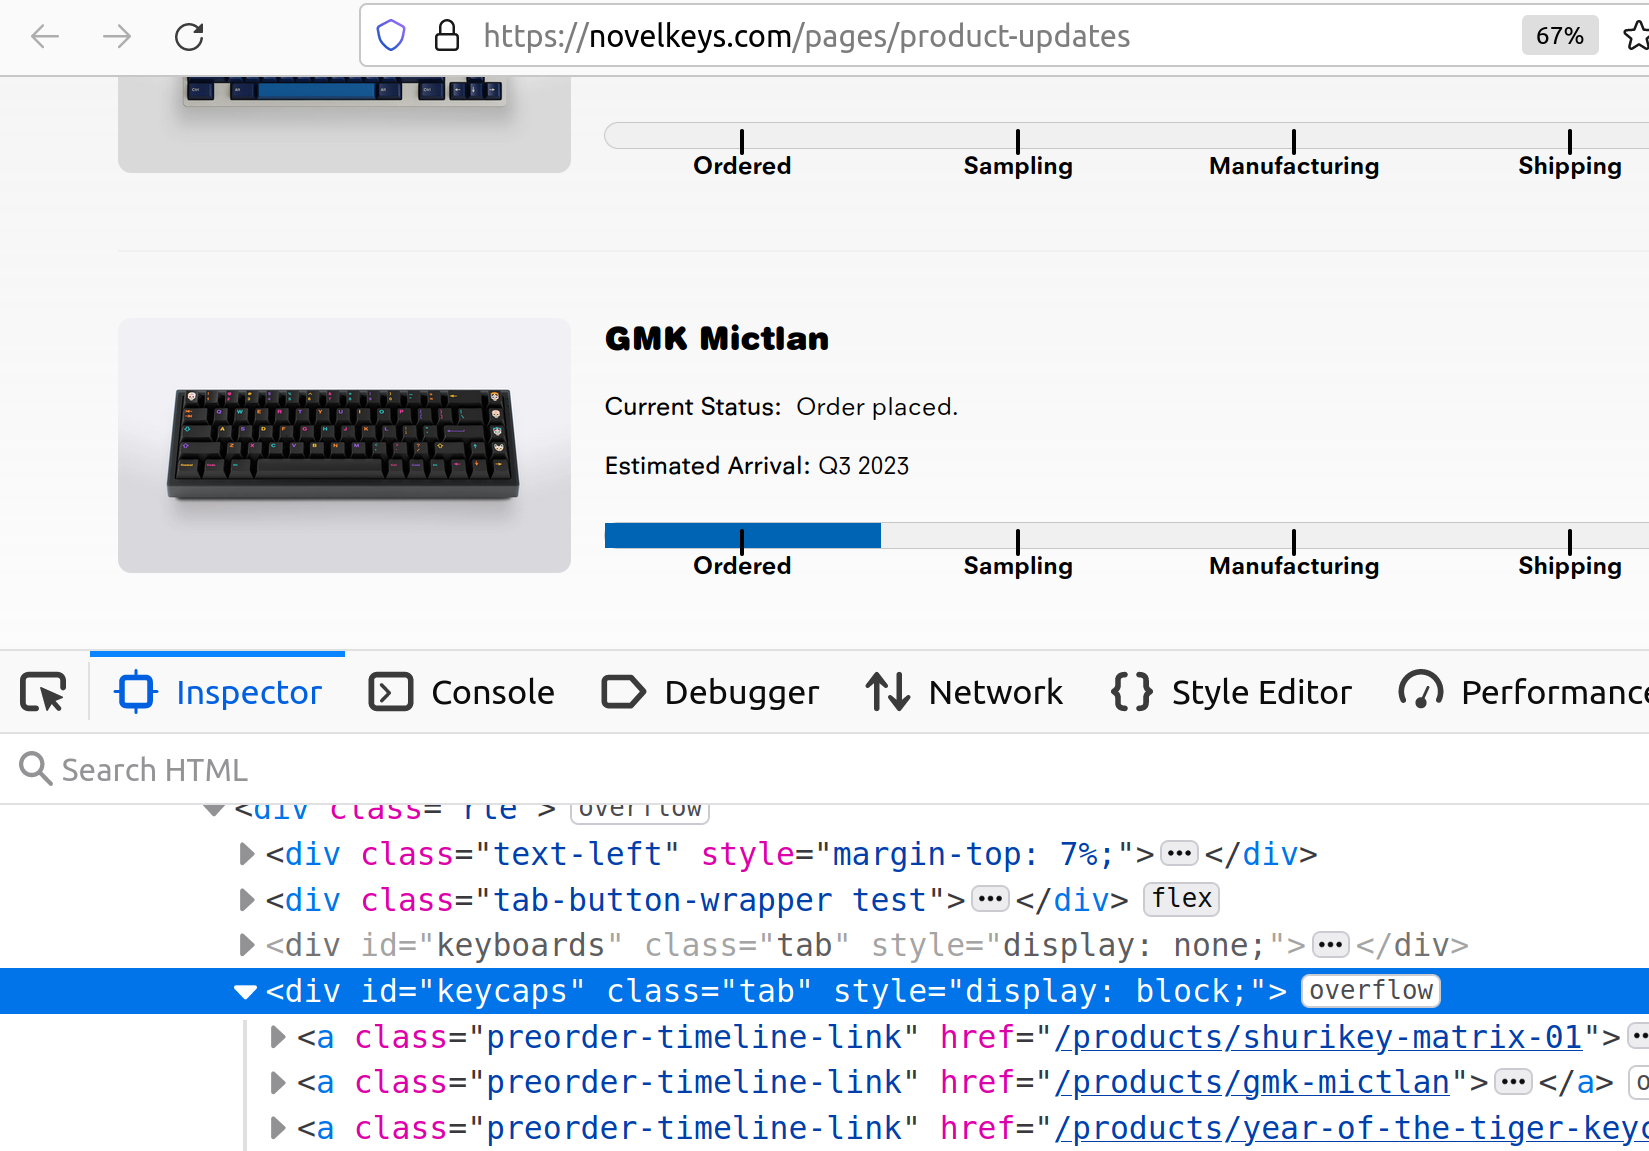 https://novelkeys.com/pages/product-updates 67%
Ordered Sampling Manufacturing Shipping
GMK Mictlan
Current Status: Order placed.
Estimated Arrival: Q3 2023
Ordered Sampling Manufacturing Shipping
Inspector Console Debugger Network Style Editor Performance
Search HTML
<div class="rte"> overflow
<div class="text-left" style="margin-top: 7%;"></div>
<div class="tab-button-wrapper test"></div> flex
<div id="keyboards" class="tab" style="display: none;"></div>
<div id="keycaps" class="tab" style="display: block;"> overflow
<a class="preorder-timeline-link" href="/products/shurikey-matrix-01">
<a class="preorder-timeline-link" href="/products/gmk-mictlan"></a>
<a class="preorder-timeline-link" href="/products/year-of-the-tiger-keyc